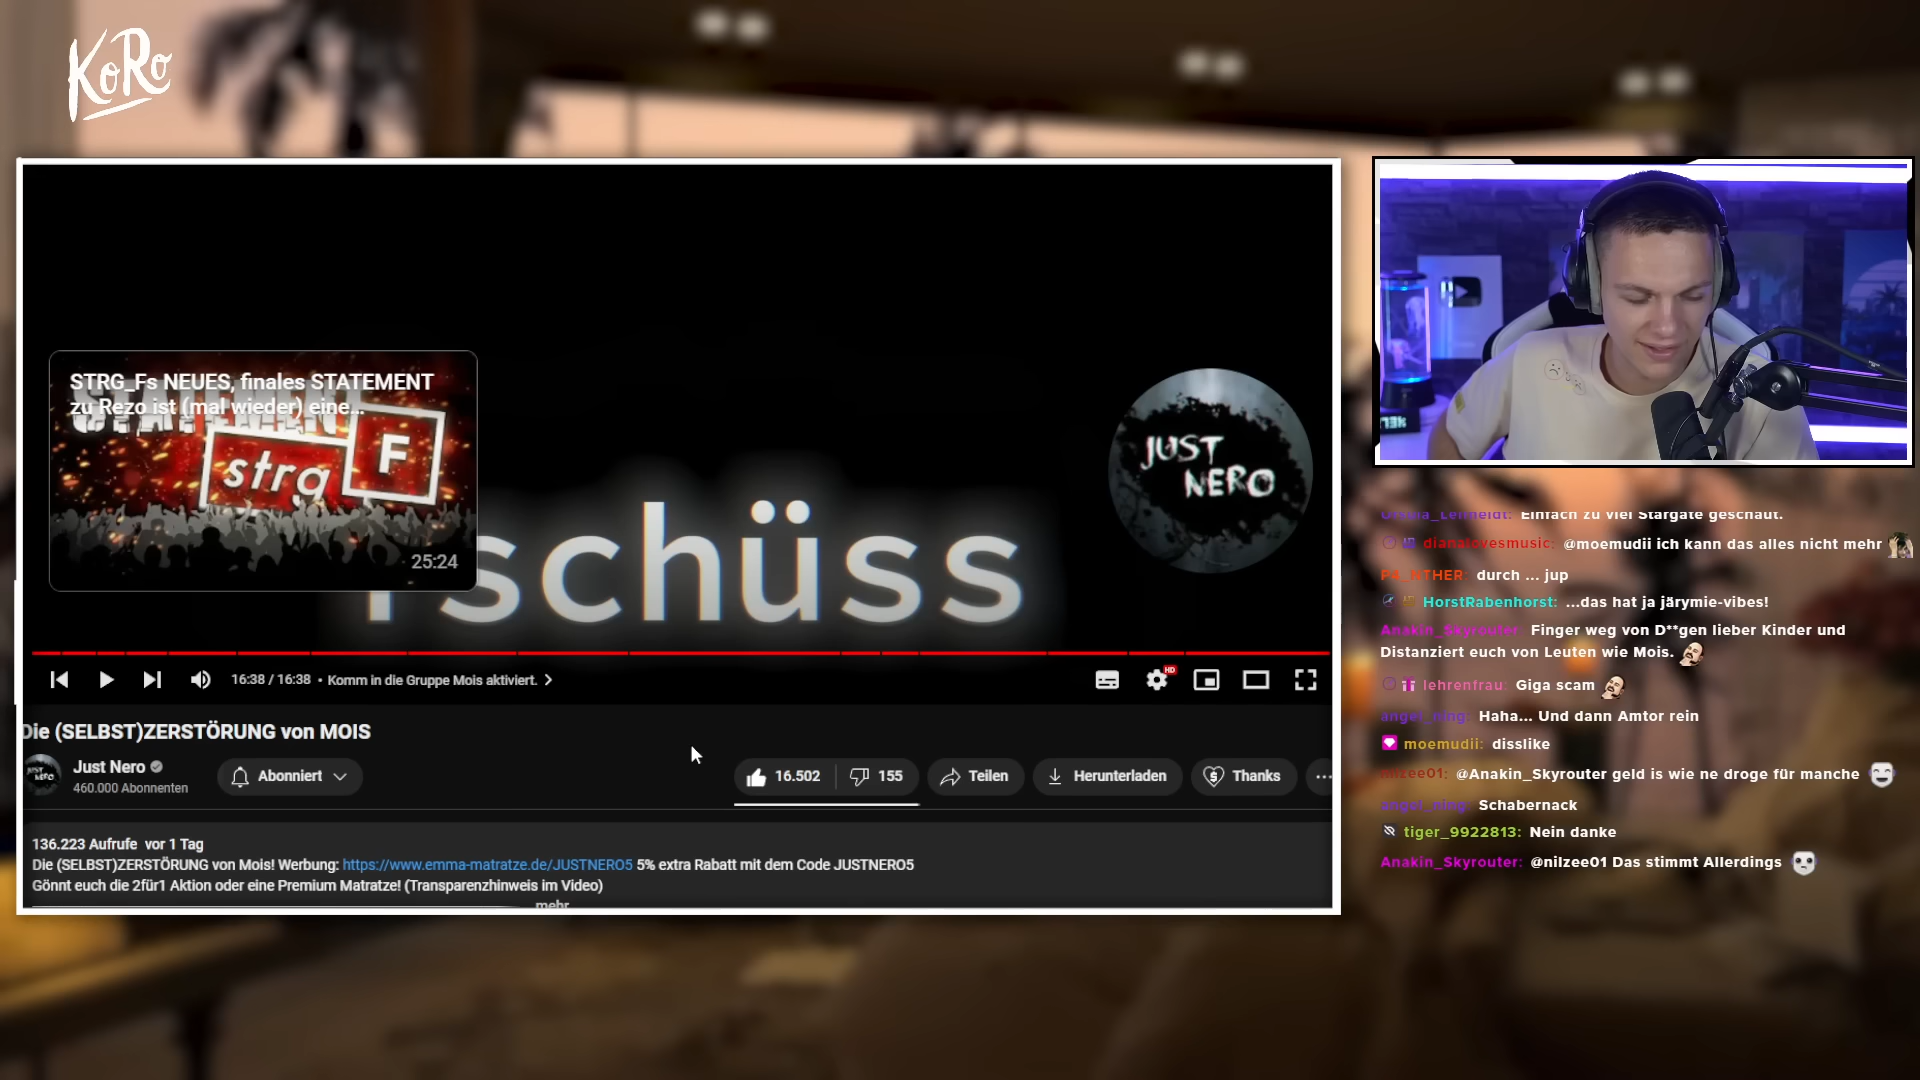 KoRo
STRG_Fs NEUES, finales STATEMENT
zu Rezo ist (mal wieder) eine...
strg F
25:24
schüss
JUST
NERO
16:38 / 16:38 • Komm in die Gruppe Mois aktiviert.
HD
Die (SELBST)ZERSTÖRUNG von MOIS
Just Nero
460.000 Abonnenten
Abonniert
16.502
155
Teilen
Herunterladen
Thanks
136.223 Aufrufe vor 1 Tag
Die (SELBST)ZERSTÖRUNG von Mois! Werbung: https://www.emma-matratze.de/JUSTNERO5 5% extra Rabatt mit dem Code JUSTNERO5
Gönnt euch die 2für1 Aktion oder eine Premium Matratze! (Transparenzhinweis im Video)
mehr
Einfach zu viel Stargate geschaut.
dianalovesmusic: @moemudii ich kann das alles nicht mehr
durch ... jup
HorstRabenhorst: ...das hat ja järymie-vibes!
Anakin_Skyrouter: Finger weg von D**gen lieber Kinder und
Distanziert euch von Leuten wie Mois.
lehrenfrau: Giga scam
angel_ning: Haha... Und dann Amtor rein
moemudii: disslike
nilzee01: @Anakin_Skyrouter geld is wie ne droge für manche
angel_ning: Schabernack
tiger_9922813: Nein danke
Anakin_Skyrouter: @nilzee01 Das stimmt Allerdings